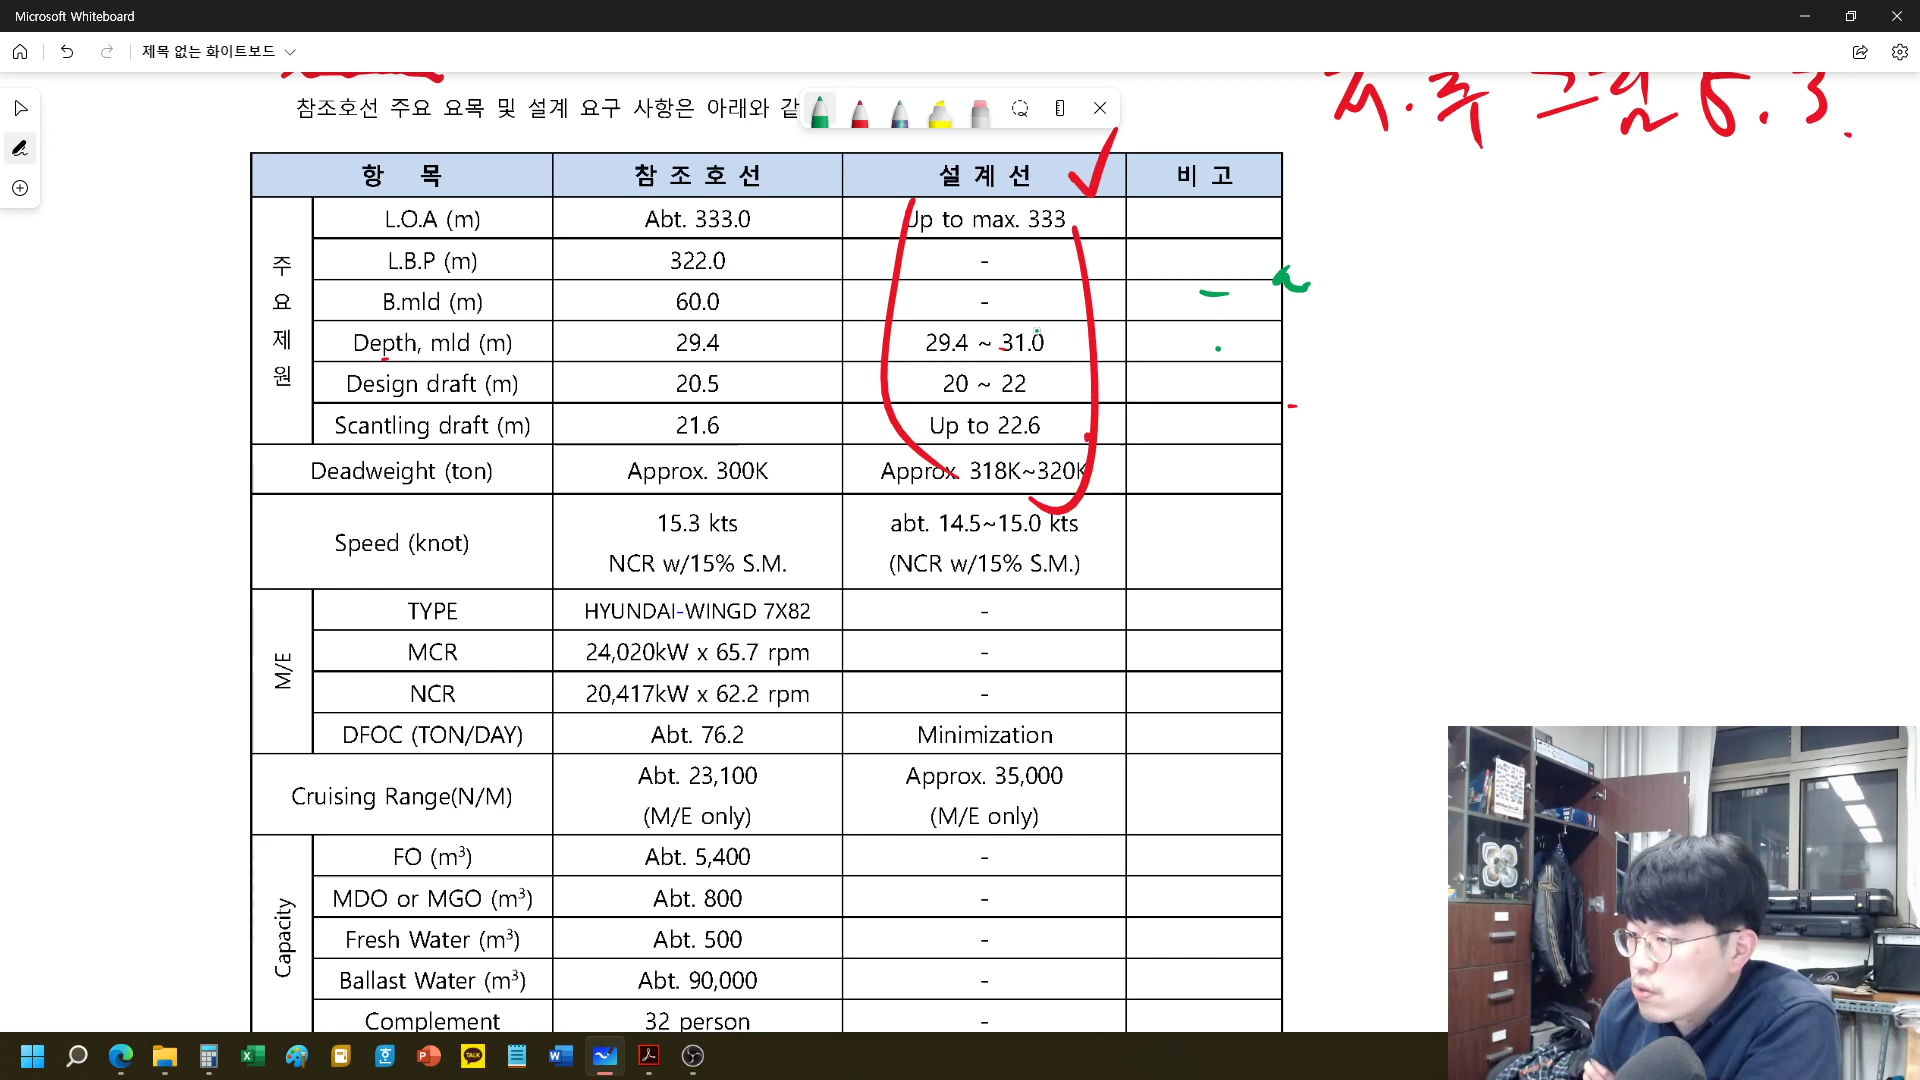 Microsoft Whiteboard
제목 없는 화이트보드
참조호선 주요 요목 및 설계 요구 사항은 아래와 같
항 목 참 조 호 선 설 계 선 비 고
주요제원
L.O.A (m) Abt. 333.0 Up to max. 333
L.B.P (m) 322.0 -
B.mld (m) 60.0 -
Depth, mld (m) 29.4 29.4 ~ 31.0
Design draft (m) 20.5 20 ~ 22
Scantling draft (m) 21.6 Up to 22.6
Deadweight (ton) Approx. 300K Approx. 318K~320K
Speed (knot) 15.3 kts abt. 14.5~15.0 kts
NCR w/15% S.M. (NCR w/15% S.M.)
M/E
TYPE HYUNDAI-WINGD 7X82 -
MCR 24,020kW x 65.7 rpm -
NCR 20,417kW x 62.2 rpm -
DFOC (TON/DAY) Abt. 76.2 Minimization
Cruising Range(N/M) Abt. 23,100 Approx. 35,000
(M/E only) (M/E only)
Capacity
FO (m³) Abt. 5,400 -
MDO or MGO (m³) Abt. 800 -
Fresh Water (m³) Abt. 500 -
Ballast Water (m³) Abt. 90,000 -
Complement 32 person -
TALK